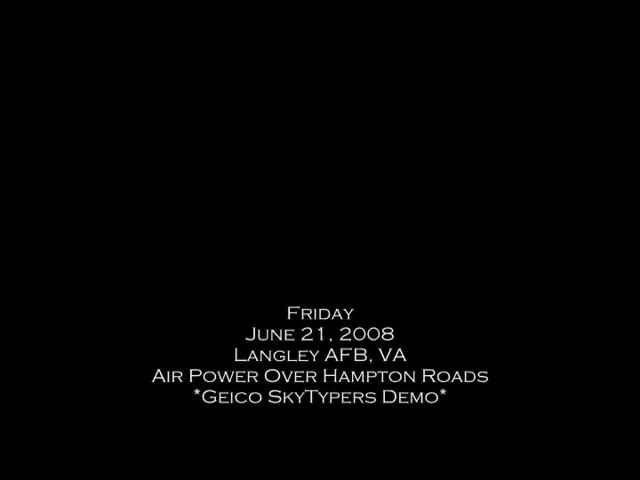 Friday
June 21, 2008
Langley AFB, VA
Air Power Over Hampton Roads
*Geico SkyTypers Demo*